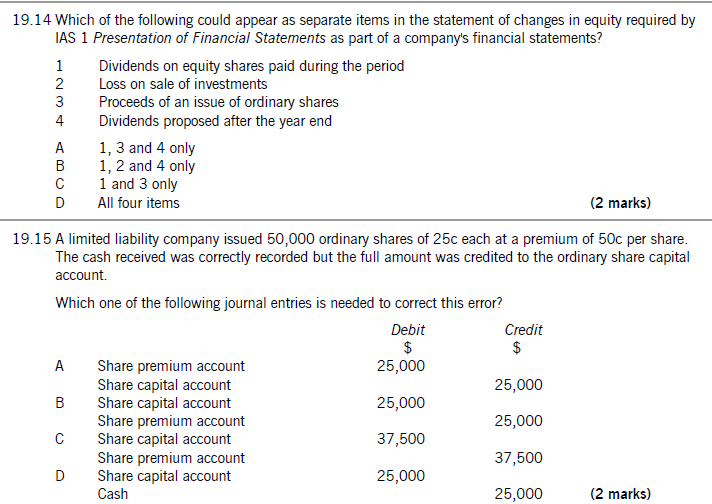 19.14 Which of the following could appear as separate items in the statement of changes in equity required by
IAS 1 Presentation of Financial Statements as part of a company's financial statements?
1 Dividends on equity shares paid during the period
2 Loss on sale of investments
3 Proceeds of an issue of ordinary shares
4 Dividends proposed after the year end
A 1, 3 and 4 only
B 1, 2 and 4 only
C 1 and 3 only
D All four items (2 marks)
19.15 A limited liability company issued 50,000 ordinary shares of 25c each at a premium of 50c per share.
The cash received was correctly recorded but the full amount was credited to the ordinary share capital
account.
Which one of the following journal entries is needed to correct this error?
Debit Credit
$ $
A Share premium account 25,000
Share capital account 25,000
B Share capital account 25,000
Share premium account 25,000
C Share capital account 37,500
Share premium account 37,500
D Share capital account 25,000
Cash 25,000 (2 marks)